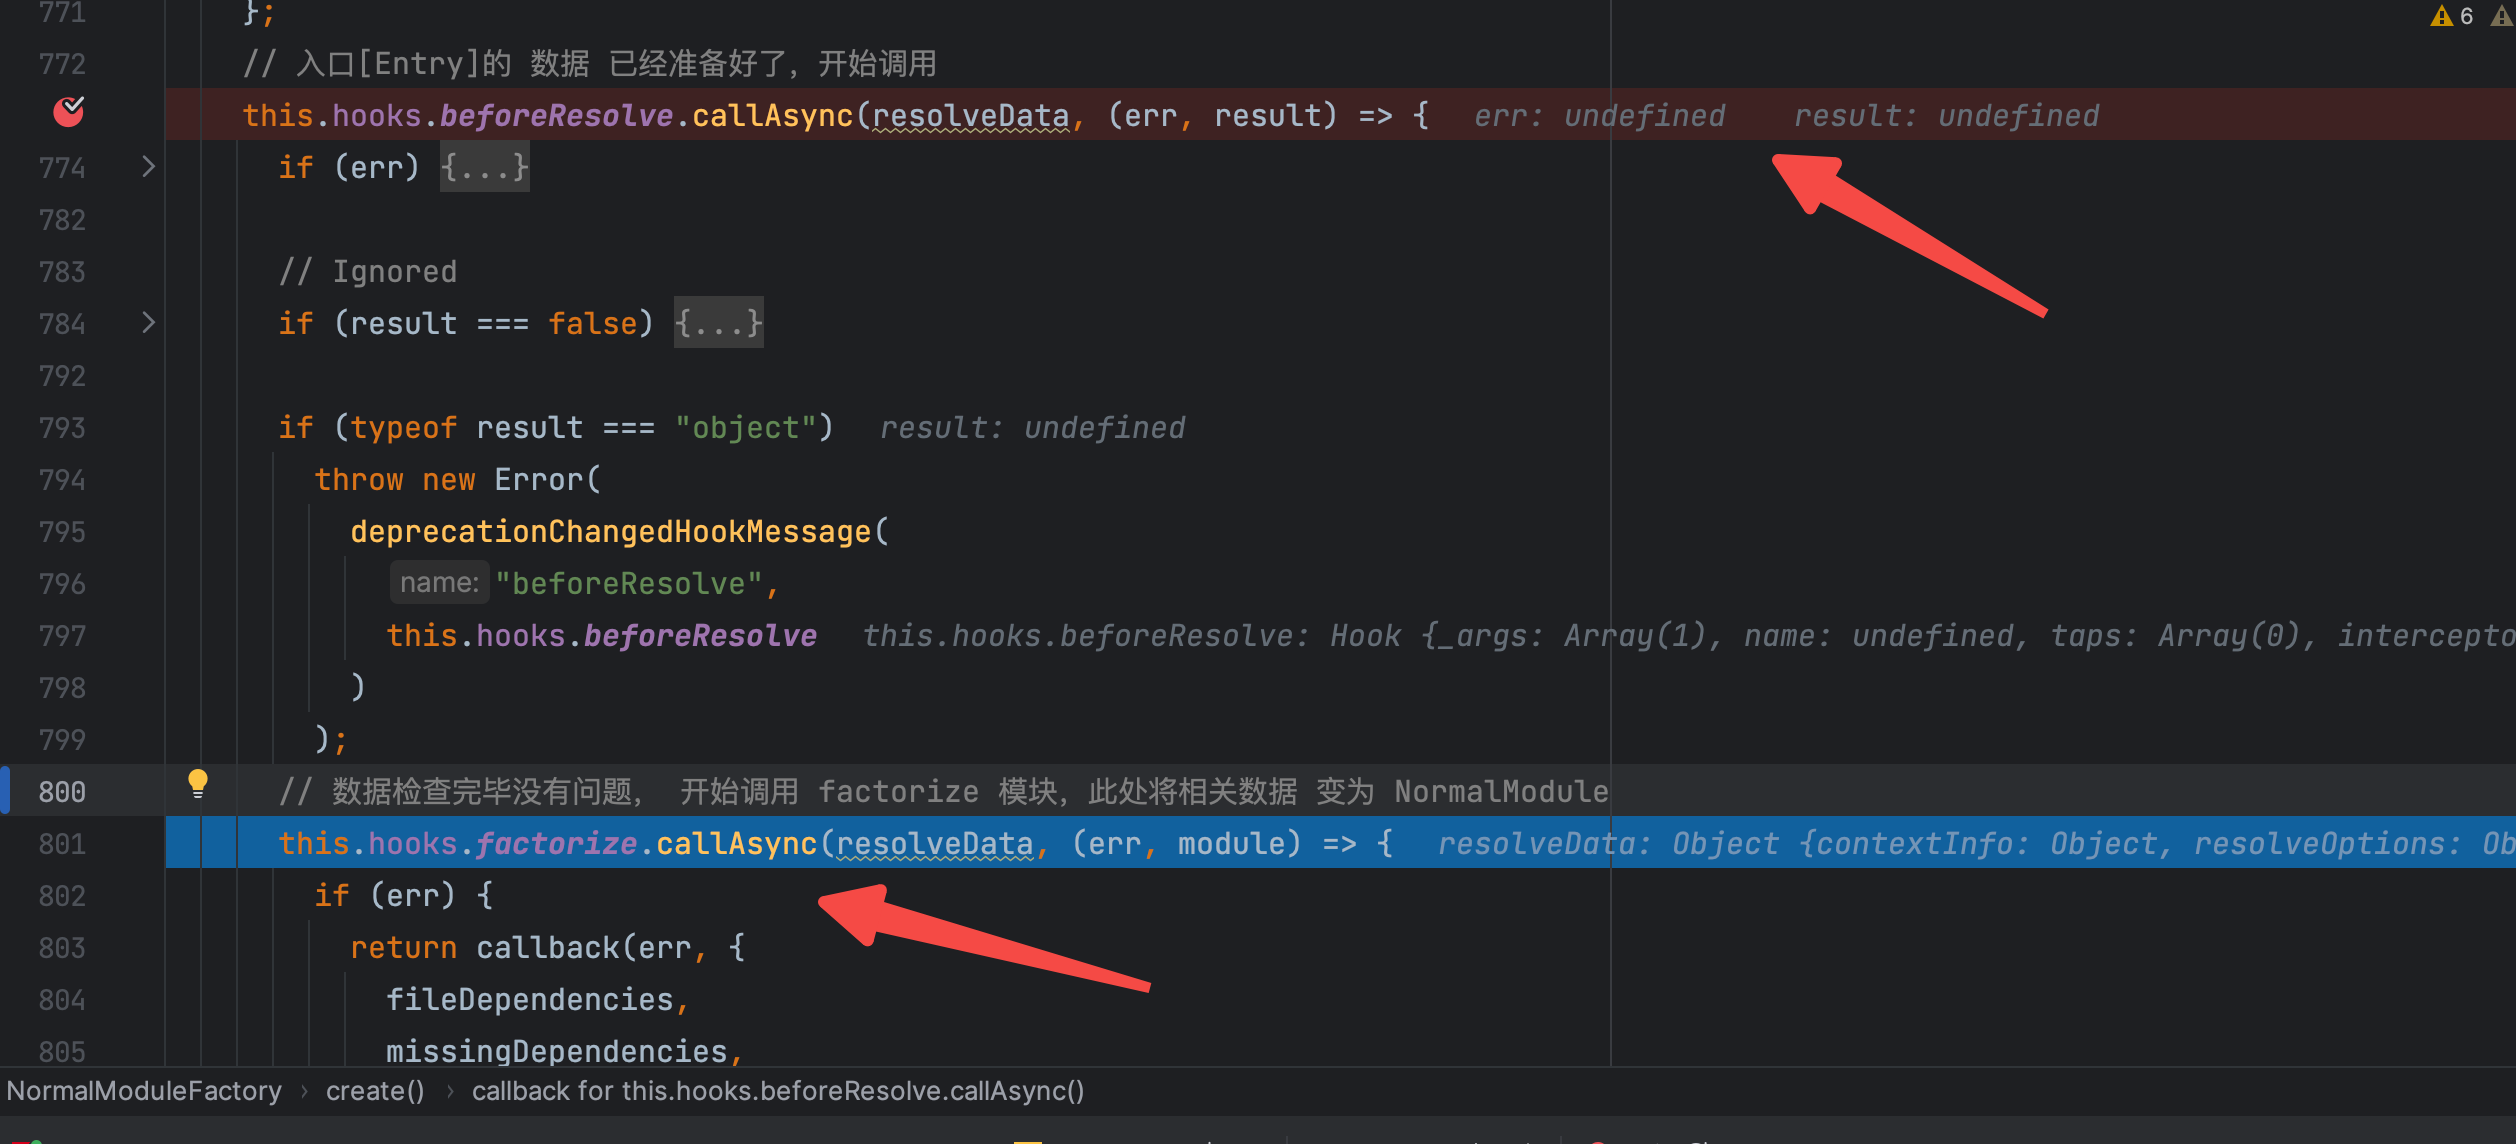 771 };
6
772 // 入口[Entry]的 数据 已经准备好了，开始调用
this.hooks.beforeResolve.callAsync(resolveData, (err, result) => { err: undefined result: undefined
774 if (err) {...}
782
783 // Ignored
784 if (result === false) {...}
792
793 if (typeof result === "object") result: undefined
794 throw new Error(
795 deprecationChangedHookMessage(
796 name: "beforeResolve",
797 this.hooks.beforeResolve this.hooks.beforeResolve: Hook {_args: Array(1), name: undefined, taps: Array(0), intercepto
798 )
799 );
800 // 数据检查完毕没有问题， 开始调用 factorize 模块，此处将相关数据 变为 NormalModule
801 this.hooks.factorize.callAsync(resolveData, (err, module) => { resolveData: Object {contextInfo: Object, resolveOptions: Ob
802 if (err) {
803 return callback(err, {
804 fileDependencies,
805 missingDependencies,
NormalModuleFactory › create() › callback for this.hooks.beforeResolve.callAsync()